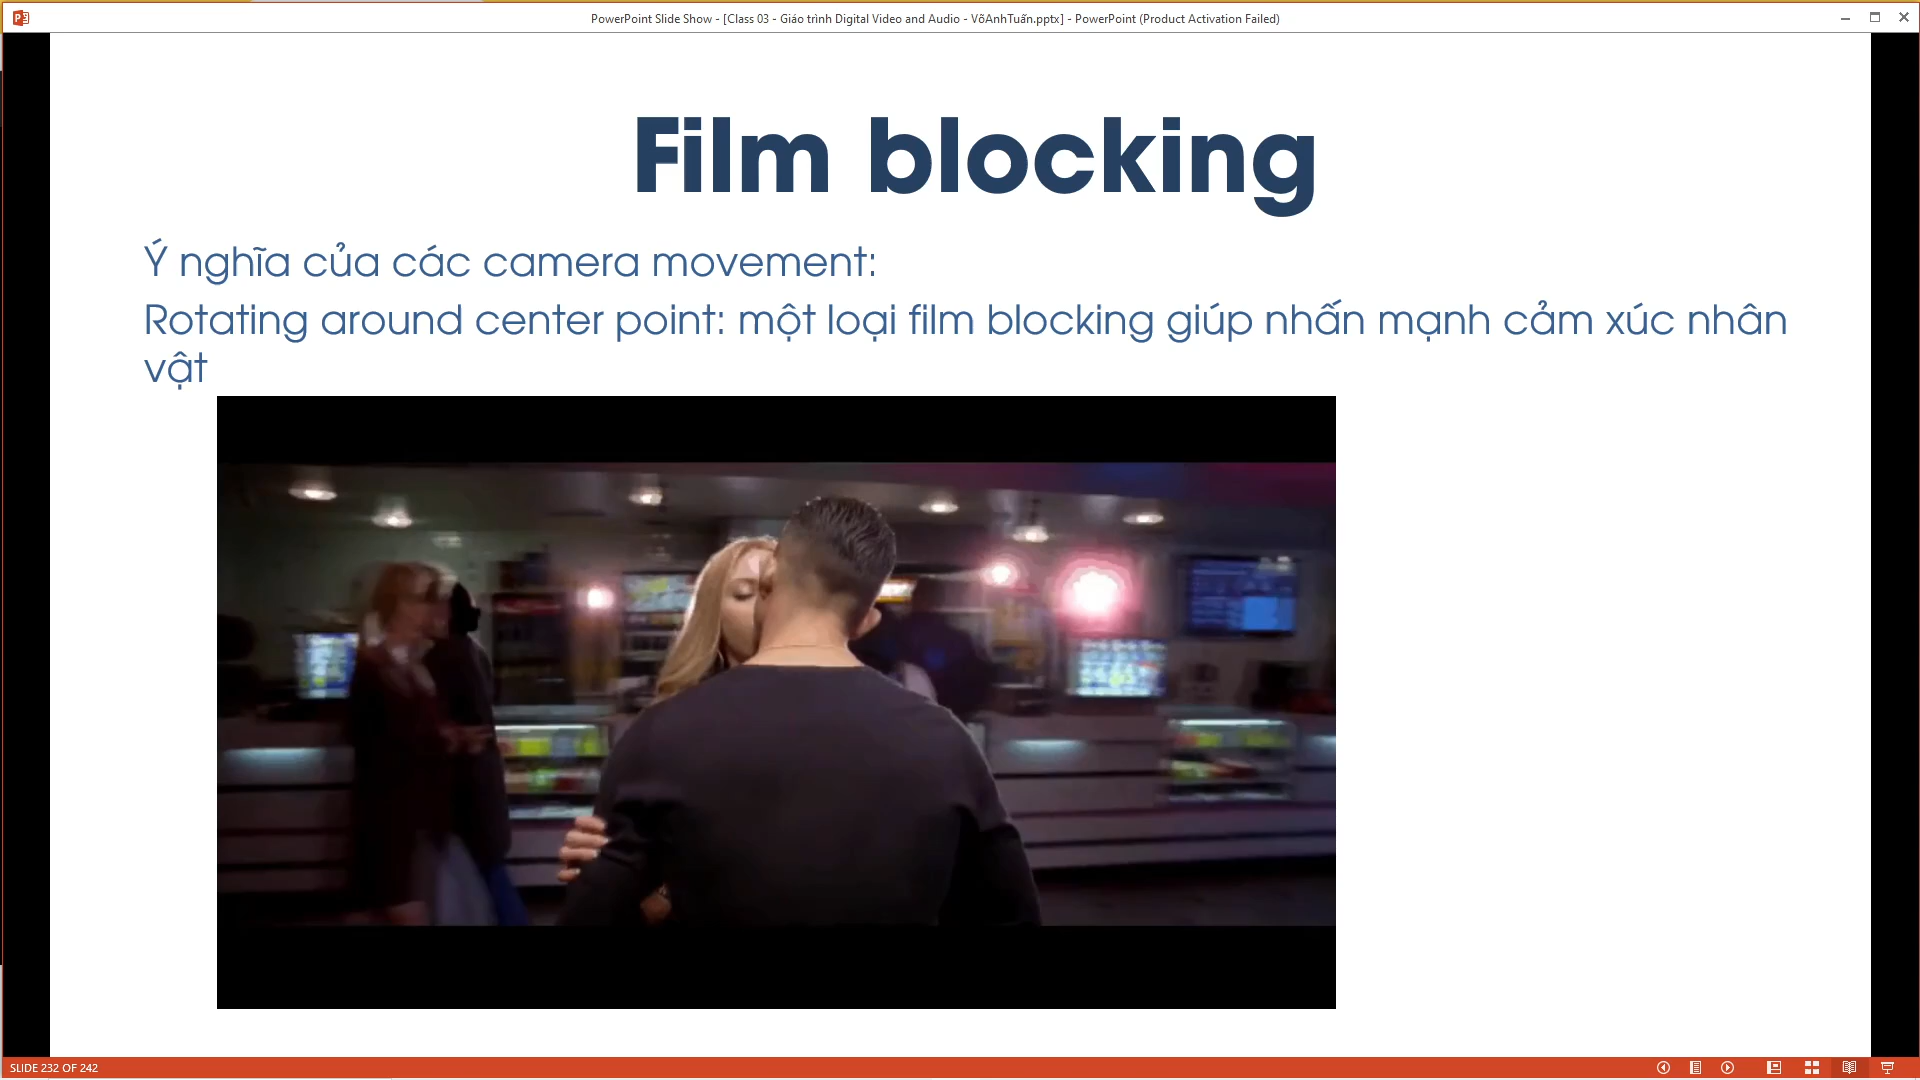 PowerPoint Slide Show - [Class 03 - Giáo trình Digital Video and Audio - VõAnhTuấn.pptx] - PowerPoint (Product Activation Failed)
Film blocking
Ý nghĩa của các camera movement:
Rotating around center point: một loại film blocking giúp nhấn mạnh cảm xúc nhân
vật
SLIDE 232 OF 242